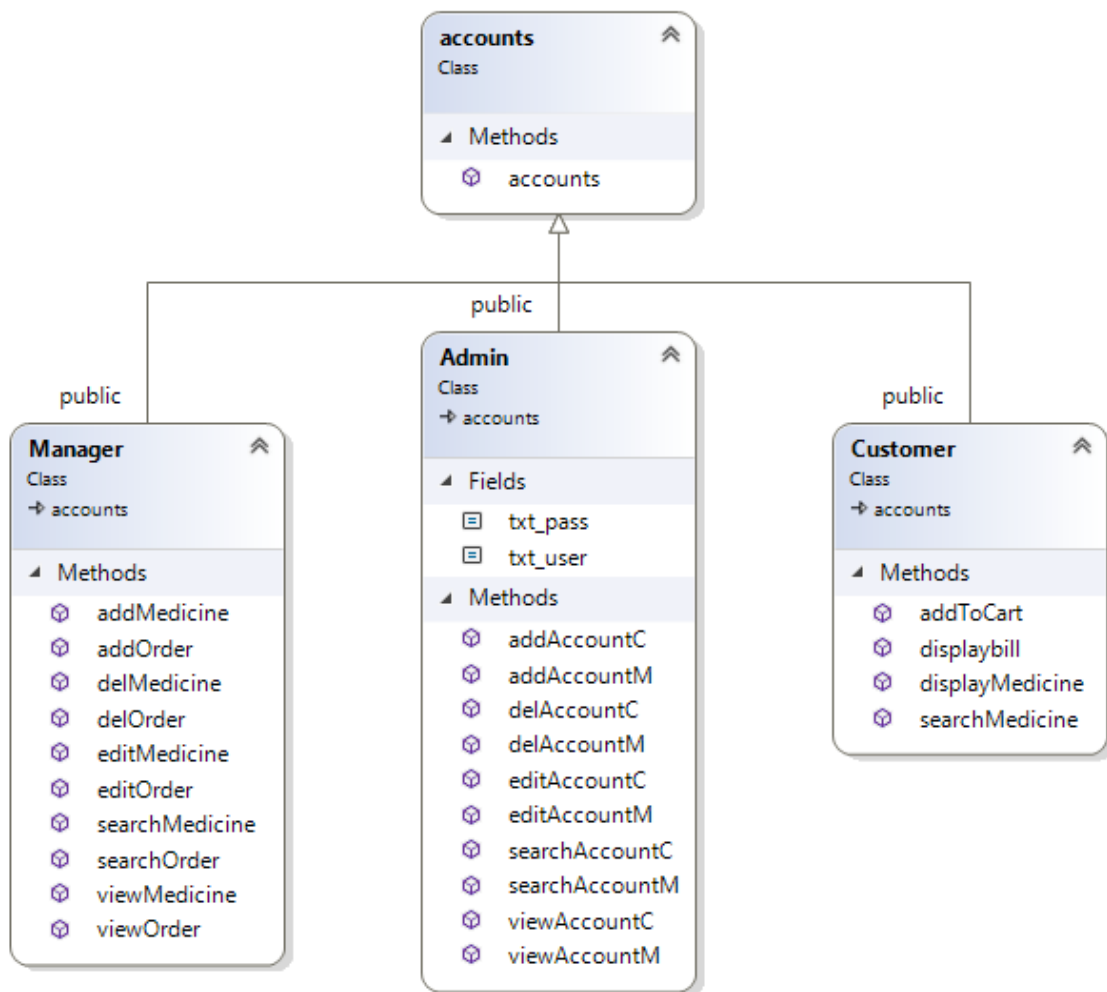 accounts
Class
Methods
accounts
public
public
public
Manager
Class
accounts
Methods
addMedicine
addOrder
delMedicine
delOrder
editMedicine
editOrder
searchMedicine
searchOrder
viewMedicine
viewOrder
Admin
Class
accounts
Fields
txt_pass
txt_user
Methods
addAccountC
addAccountM
delAccountC
delAccountM
editAccountC
editAccountM
searchAccountC
searchAccountM
viewAccountC
viewAccountM
Customer
Class
accounts
Methods
addToCart
displaybill
displayMedicine
searchMedicine